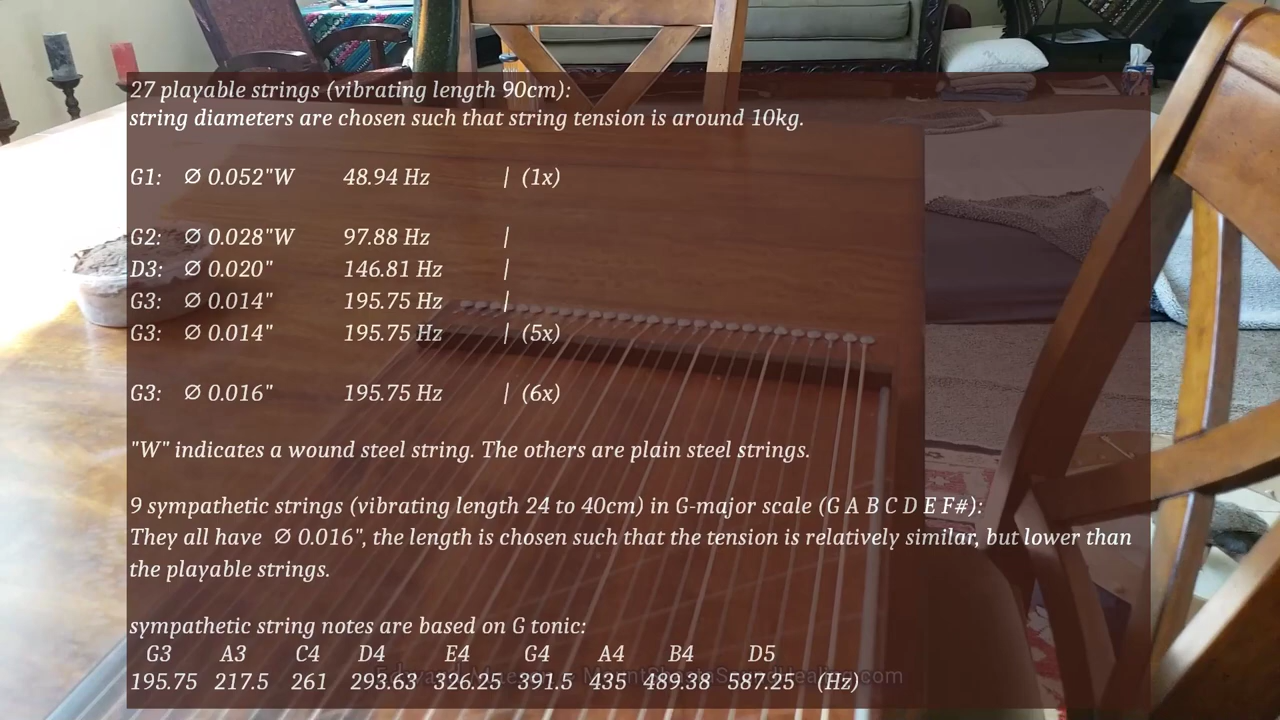 27 playable strings (vibrating length 90cm):
string diameters are chosen such that string tension is around 10kg.
G1: ∅ 0.052"W 48.94 Hz | (1x)
G2: ∅ 0.028"W 97.88 Hz |
D3: ∅ 0.020" 146.81 Hz |
G3: ∅ 0.014" 195.75 Hz |
G3: ∅ 0.014" 195.75 Hz | (5x)
G3: ∅ 0.016" 195.75 Hz | (6x)
"W" indicates a wound steel string. The others are plain steel strings.
9 sympathetic strings (vibrating length 24 to 40cm) in G-major scale (G A B C D E F#):
They all have ∅ 0.016", the length is chosen such that the tension is relatively similar, but lower than
the playable strings.
sympathetic string notes are based on G tonic:
G3 A3 C4 D4 E4 G4 A4 B4 D5
195.75 217.5 261 293.63 326.25 391.5 435 489.38 587.25 (Hz)